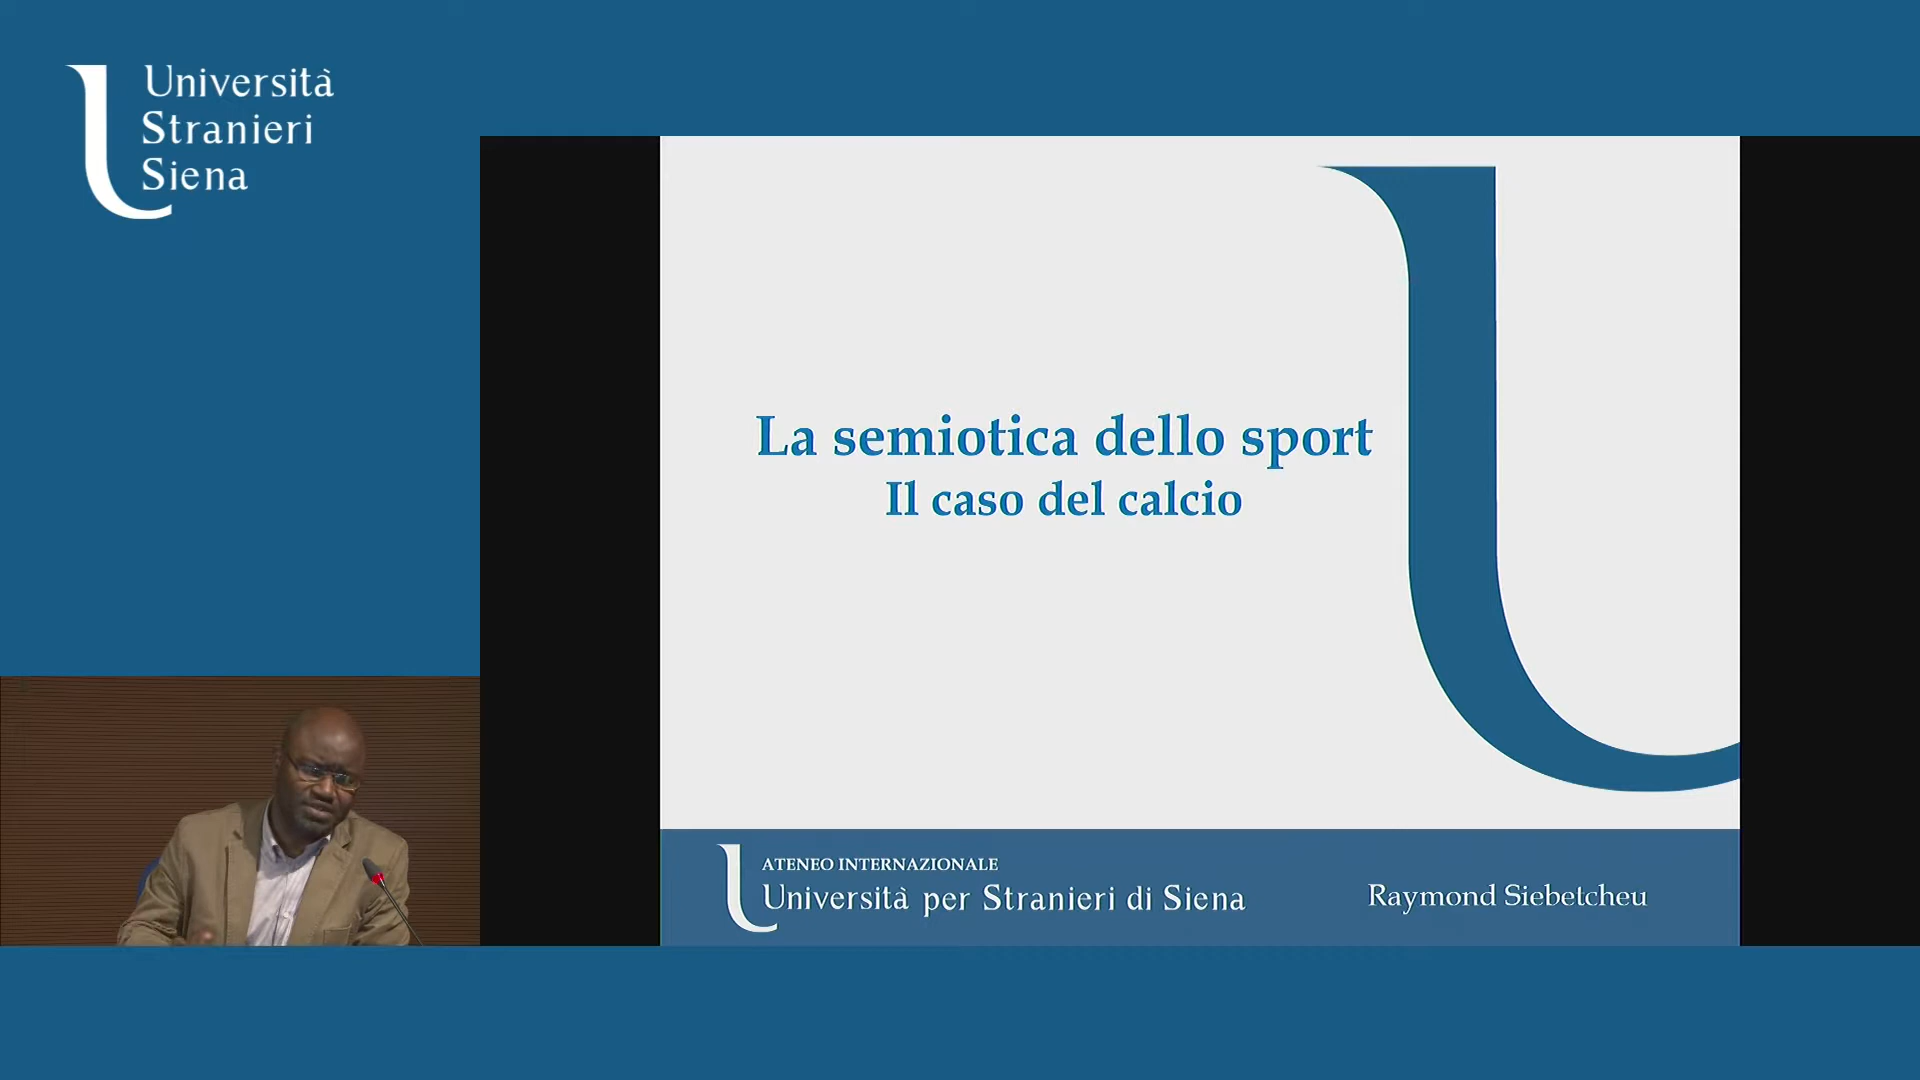 Università
Stranieri
Siena
La semiotica dello sport
Il caso del calcio
ATENEO INTERNAZIONALE
Università per Stranieri di Siena
Raymond Siebetcheu